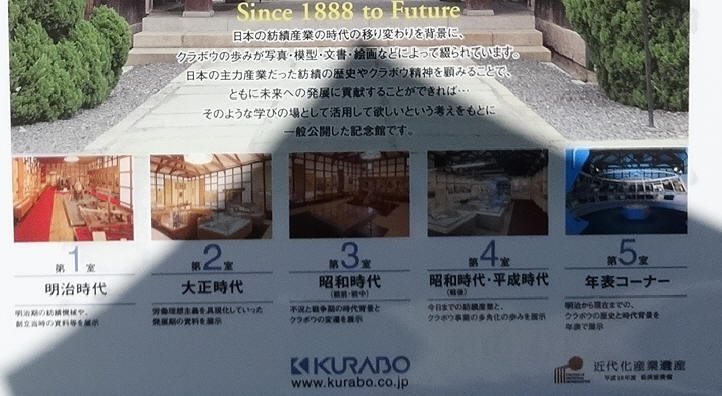 Since 1888 to Future
日本の紡績産業の時代の移り変わりを背景に、
クラボウの歩みが写真・模型・文書・絵画などによって綴られています。
日本の主力産業だった紡績の歴史やクラボウ精神を顧みることで、
ともに未来への発展に貢献することができれば…
そのような学びの場として活用して欲しいという考えをもとに
一般公開した記念館です。
第1室
明治時代
明治期の紡績機械や、
創立当時の資料等を展示
第2室
大正時代
労働理想主義を具現化していった
発展期の資料を展示
第3室
昭和時代
(戦前・戦中)
不況と戦争期の時代背景と
クラボウの変遷を展示
第4室
昭和時代・平成時代
(戦後)
今日までの紡績産業と、
クラボウ事業の多角化の歩みを展示
第5室
年表コーナー
明治から現在までの、
クラボウの歴史と時代背景を
年表で展示
KURABO
www.kurabo.co.jp
近代化産業遺産